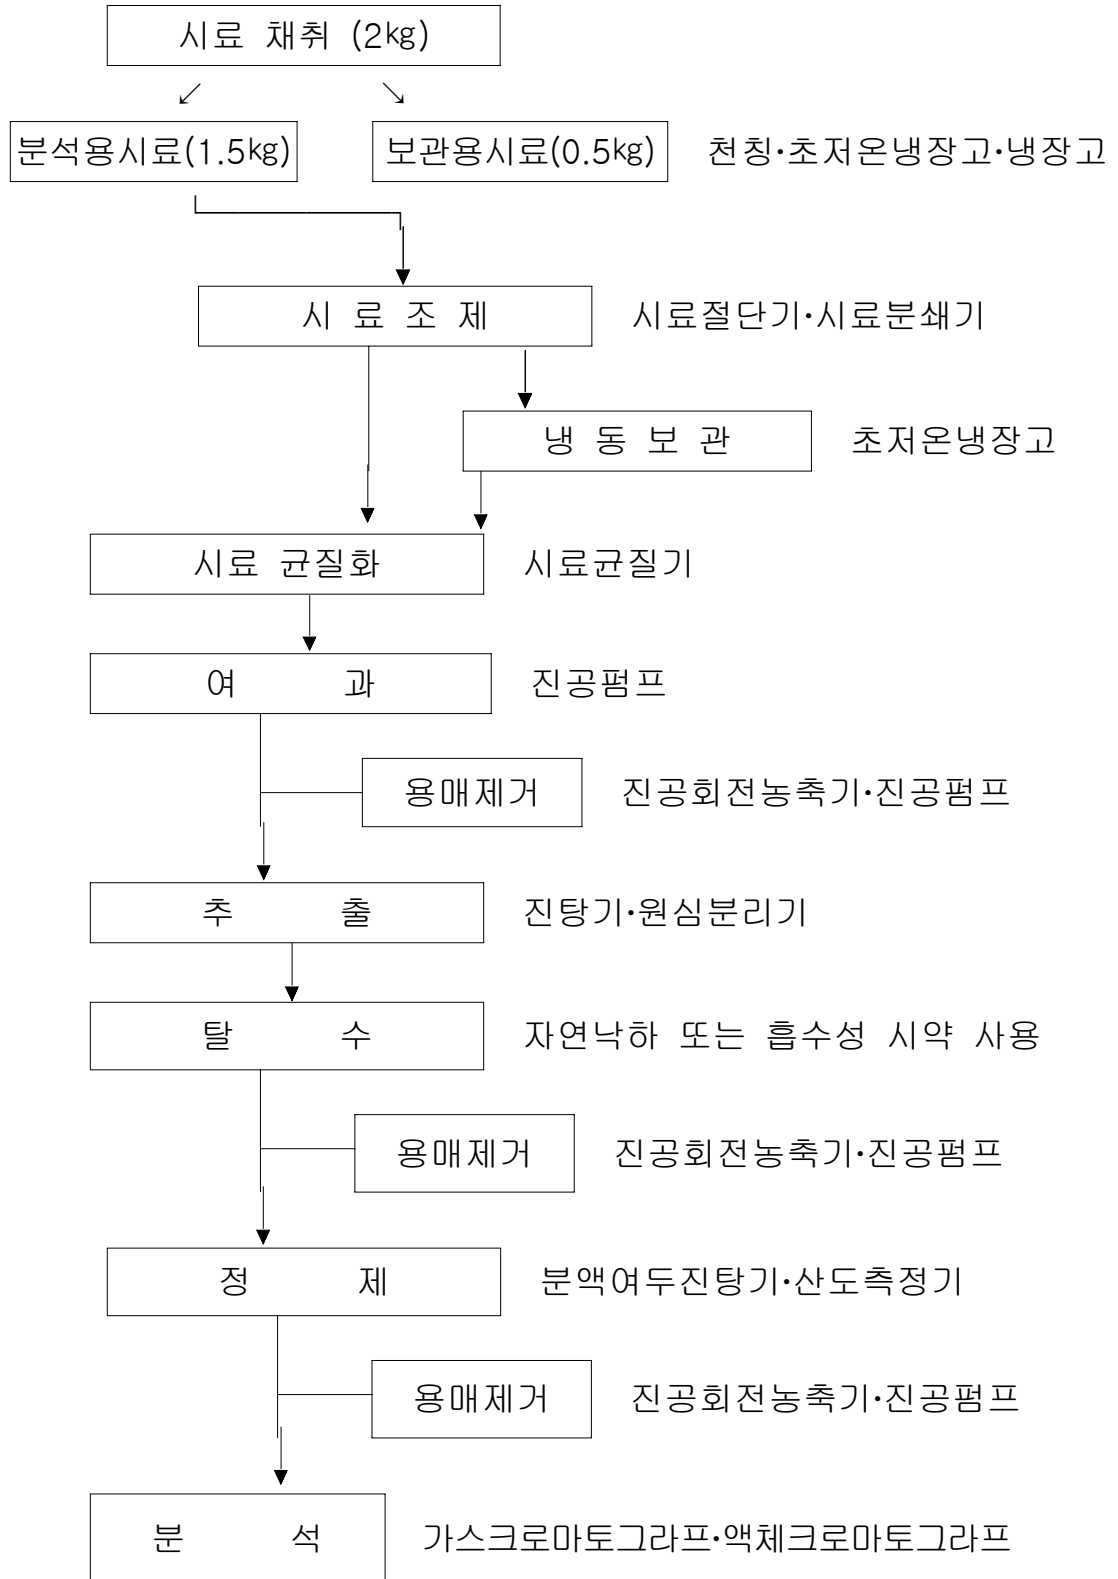 시료 채취 (2kg)
↙ ↘
분석용시료(1.5kg) 보관용시료(0.5kg) 천칭·초저온냉장고·냉장고
시 료 조 제 시료절단기·시료분쇄기
냉 동 보 관 초저온냉장고
시료 균질화 시료균질기
여 과 진공펌프
용매제거 진공회전농축기·진공펌프
추 출 진탕기·원심분리기
탈 수 자연낙하 또는 흡수성 시약 사용
용매제거 진공회전농축기·진공펌프
정 제 분액여두진탕기·산도측정기
용매제거 진공회전농축기·진공펌프
분 석 가스크로마토그라프·액체크로마토그라프